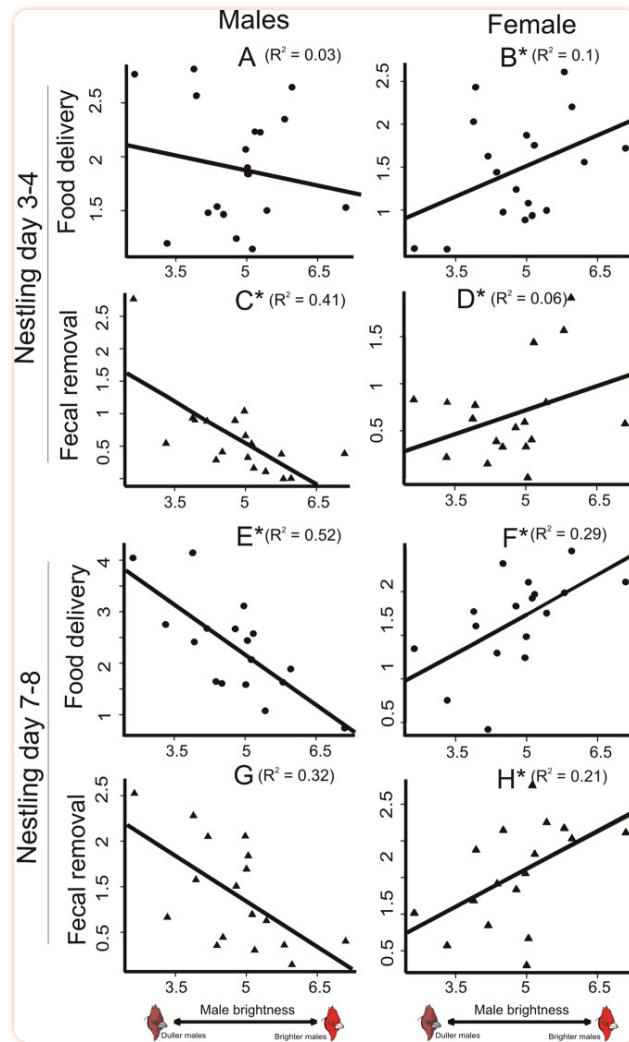 Males
Female
Nestling day 3-4
Food delivery
A (R² = 0.03)
2.5
2
1.5
3.5
5
6.5
B* (R² = 0.1)
2.5
2
1.5
1
3.5
5
6.5
Fecal removal
C* (R² = 0.41)
2.5
2
1.5
1
0.5
3.5
5
6.5
D* (R² = 0.06)
1.5
1
0.5
3.5
5
6.5
Nestling day 7-8
Food delivery
E* (R² = 0.52)
4
3
2
1
3.5
5
6.5
F* (R² = 0.29)
2
1.5
1
0.5
3.5
5
6.5
Fecal removal
G (R² = 0.32)
2.5
1.5
0.5
3.5
5
6.5
H* (R² = 0.21)
2.5
1.5
0.5
3.5
5
6.5
Male brightness
Duller males
Brighter males
Male brightness
Duller males
Brighter males